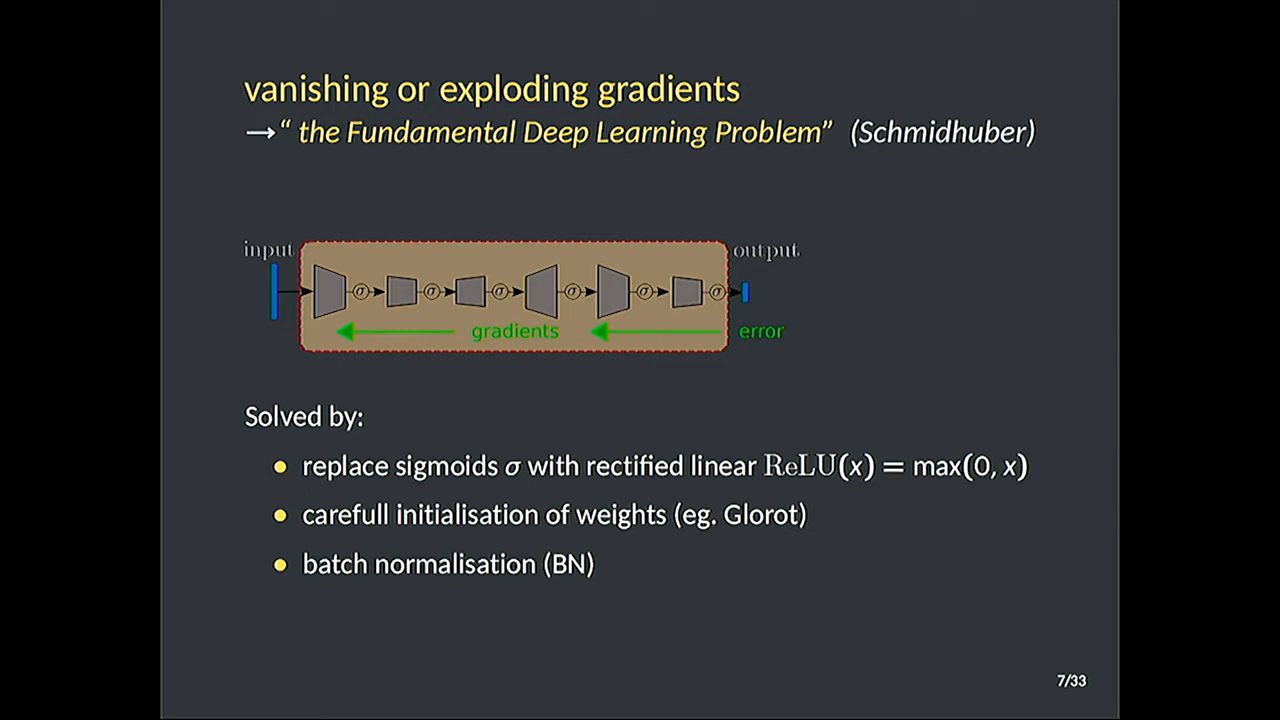 vanishing or exploding gradients
→ “ the Fundamental Deep Learning Problem” (Schmidhuber)
input
output
σ σ σ σ σ σ
gradients
error
Solved by:
• replace sigmoids σ with rectified linear ReLU(x) = max(0, x)
• carefull initialisation of weights (eg. Glorot)
• batch normalisation (BN)
7/33